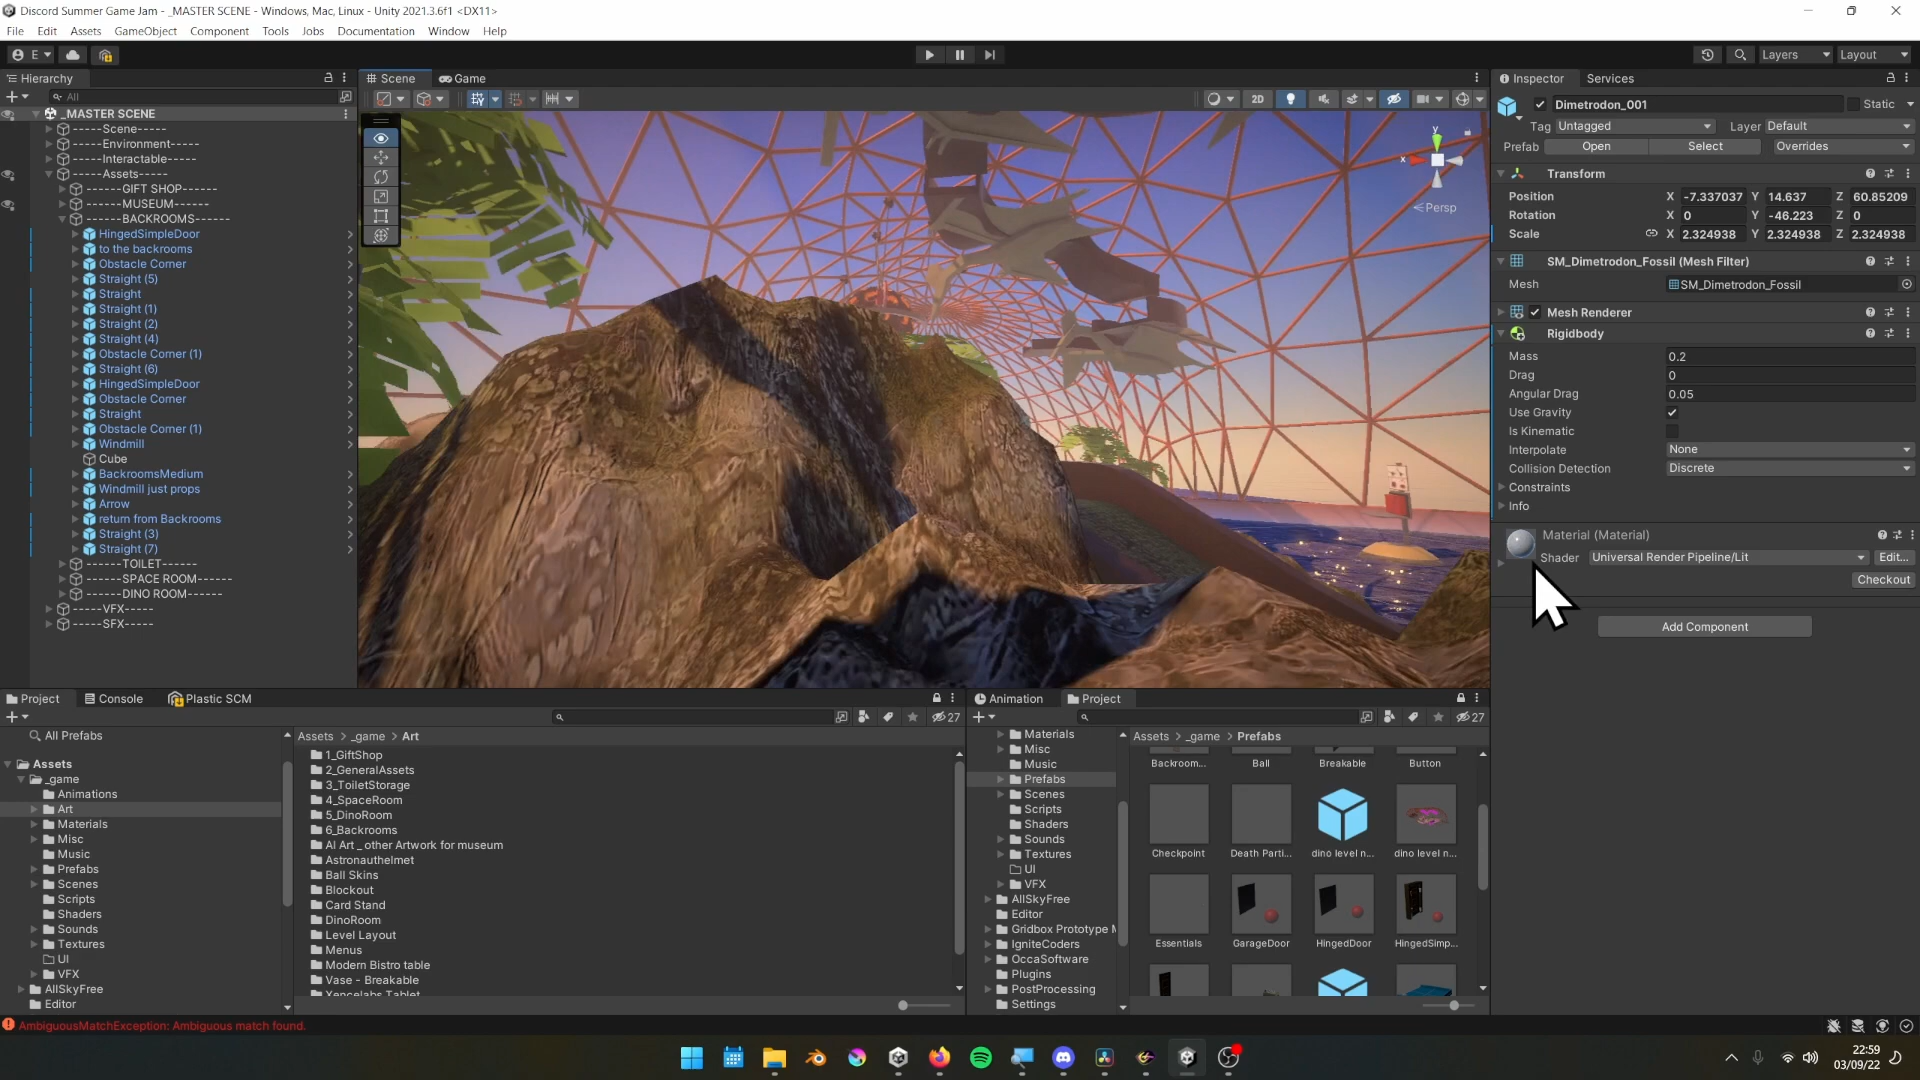 Discord Summer Game Jam - _MASTER SCENE - Windows, Mac, Linux - Unity 2021.3.6f1 <DX11>
File Edit Assets GameObject Component Tools Jobs Documentation Window Help
E Layers Layout
Hierarchy
All
_MASTER SCENE
-----Scene-----
-----Environment-----
-----Interactable-----
-----Assets-----
------GIFT SHOP------
------MUSEUM------
------BACKROOMS------
HingedSimpleDoor
to the backrooms
Obstacle Corner
Straight (5)
Straight
Straight (1)
Straight (2)
Straight (4)
Obstacle Corner (1)
Straight (6)
HingedSimpleDoor
Obstacle Corner
Straight
Obstacle Corner (1)
Windmill
Cube
BackroomsMedium
Windmill just props
Arrow
return from Backrooms
Straight (3)
Straight (7)
------TOILET------
------SPACE ROOM------
------DINO ROOM------
-----VFX-----
-----SFX-----
Scene Game
2D
y
x
Persp
Inspector Services
Dimetrodon_001 Static
Tag Untagged Layer Default
Prefab Open Select Overrides
Transform
Position X -7.337037 Y 14.637 Z 60.85209
Rotation X 0 Y -46.223 Z 0
Scale X 2.324938 Y 2.324938 Z 2.324938
SM_Dimetrodon_Fossil (Mesh Filter)
Mesh SM_Dimetrodon_Fossil
Mesh Renderer
Rigidbody
Mass 0.2
Drag 0
Angular Drag 0.05
Use Gravity
Is Kinematic
Interpolate None
Collision Detection Discrete
Constraints
Info
Material (Material)
Shader Universal Render Pipeline/Lit Edit...
Checkout
Add Component
Project Console Plastic SCM
27
All Prefabs
Assets
_game
Animations
Art
Materials
Misc
Music
Prefabs
Scenes
Scripts
Shaders
Sounds
Textures
UI
VFX
AllSkyFree
Editor
Assets > _game > Art
1_GiftShop
2_GeneralAssets
3_ToiletStorage
4_SpaceRoom
5_DinoRoom
6_Backrooms
AI Art _ other Artwork for museum
Astronauthelmet
Ball Skins
Blockout
Card Stand
DinoRoom
Level Layout
Menus
Modern Bistro table
Vase - Breakable
Xencelabs Tablet
Animation Project
27
Materials
Misc
Music
Prefabs
Scenes
Scripts
Shaders
Sounds
Textures
UI
VFX
AllSkyFree
Editor
Gridbox Prototype M
IgniteCoders
OccaSoftware
Plugins
PostProcessing
Settings
Assets > _game > Prefabs
Backroom... Ball Breakable Button
Checkpoint Death Parti... dino level n... dino level n...
Essentials GarageDoor HingedDoor HingedSimp...
AmbiguousMatchException: Ambiguous match found.
22:59
03/09/22